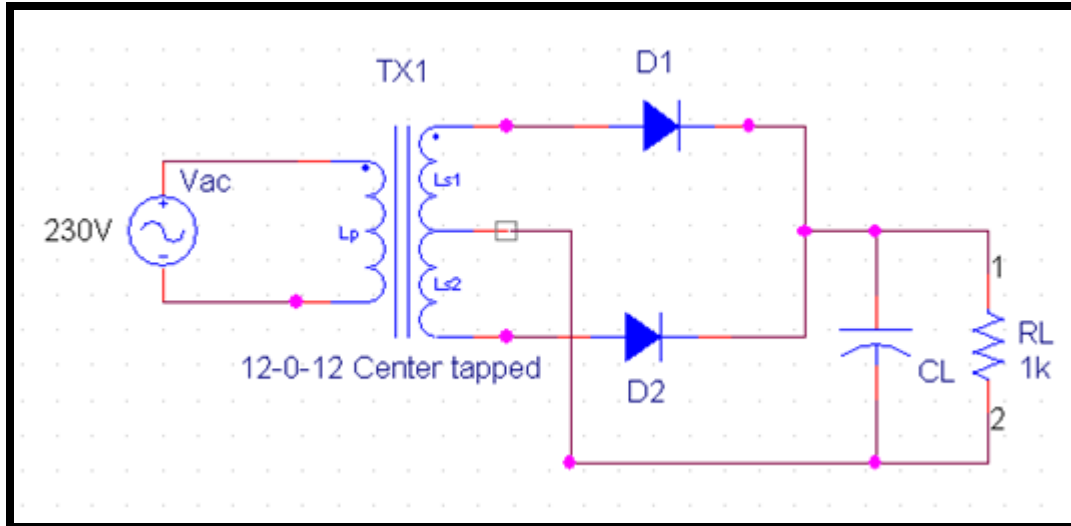 TX1
D1
Vac
230V
Lp
Ls1
Ls2
12-0-12 Center tapped
D2
CL
1
RL
1k
2